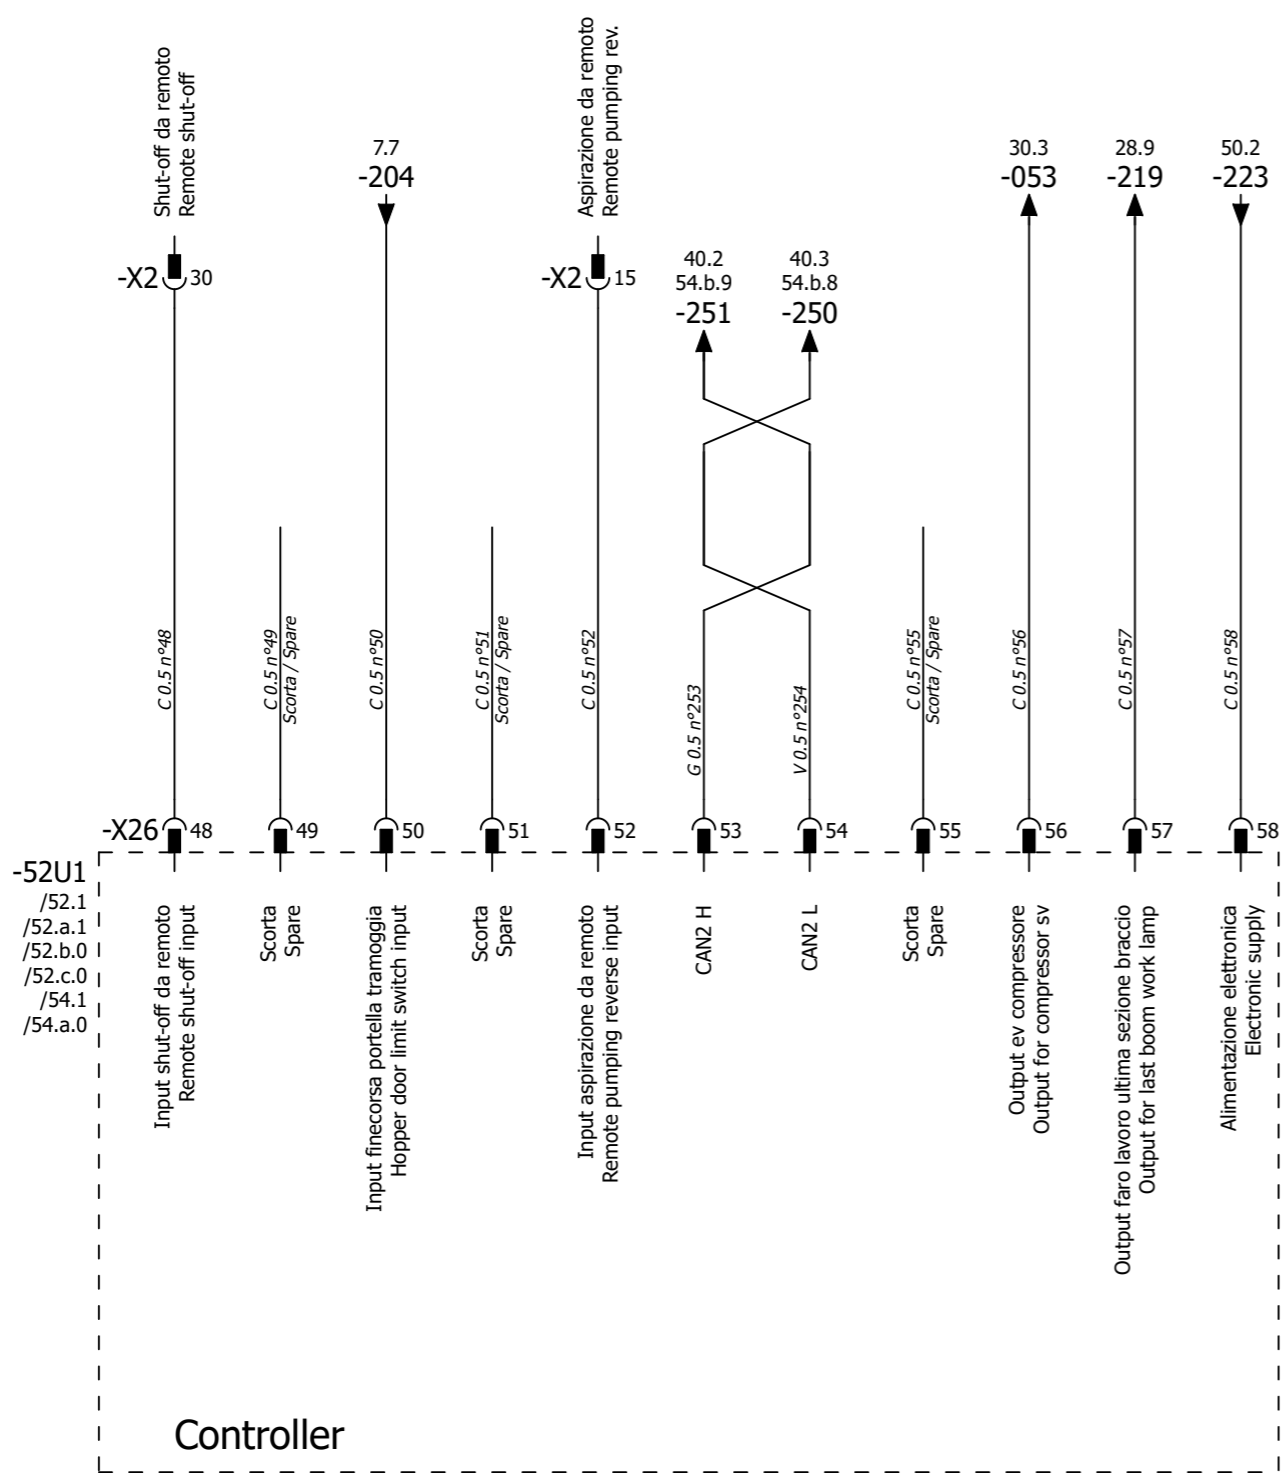 Shut-off da remoto
Remote shut-off
Aspirazione da remoto
Remote pumping rev.
7.7
-204
30.3
-053
28.9
-219
50.2
-223
-X2
30
-X2
15
40.2
54.b.9
-251
40.3
54.b.8
-250
C 0.5 n°48
C 0.5 n°49
Scorta / Spare
C 0.5 n°50
C 0.5 n°51
Scorta / Spare
C 0.5 n°52
G 0.5 n°253
V 0.5 n°254
C 0.5 n°55
Scorta / Spare
C 0.5 n°56
C 0.5 n°57
C 0.5 n°58
-X26
48
49
50
51
52
53
54
55
56
57
58
-52U1
/52.1
/52.a.1
/52.b.0
/52.c.0
/54.1
/54.a.0
Input shut-off da remoto
Remote shut-off input
Scorta
Spare
Input finecorsa portella tramoggia
Hopper door limit switch input
Scorta
Spare
Input aspirazione da remoto
Remote pumping reverse input
CAN2 H
CAN2 L
Scorta
Spare
Output ev compressore
Output for compressor sv
Output faro lavoro ultima sezione braccio
Output for last boom work lamp
Alimentazione elettronica
Electronic supply
Controller